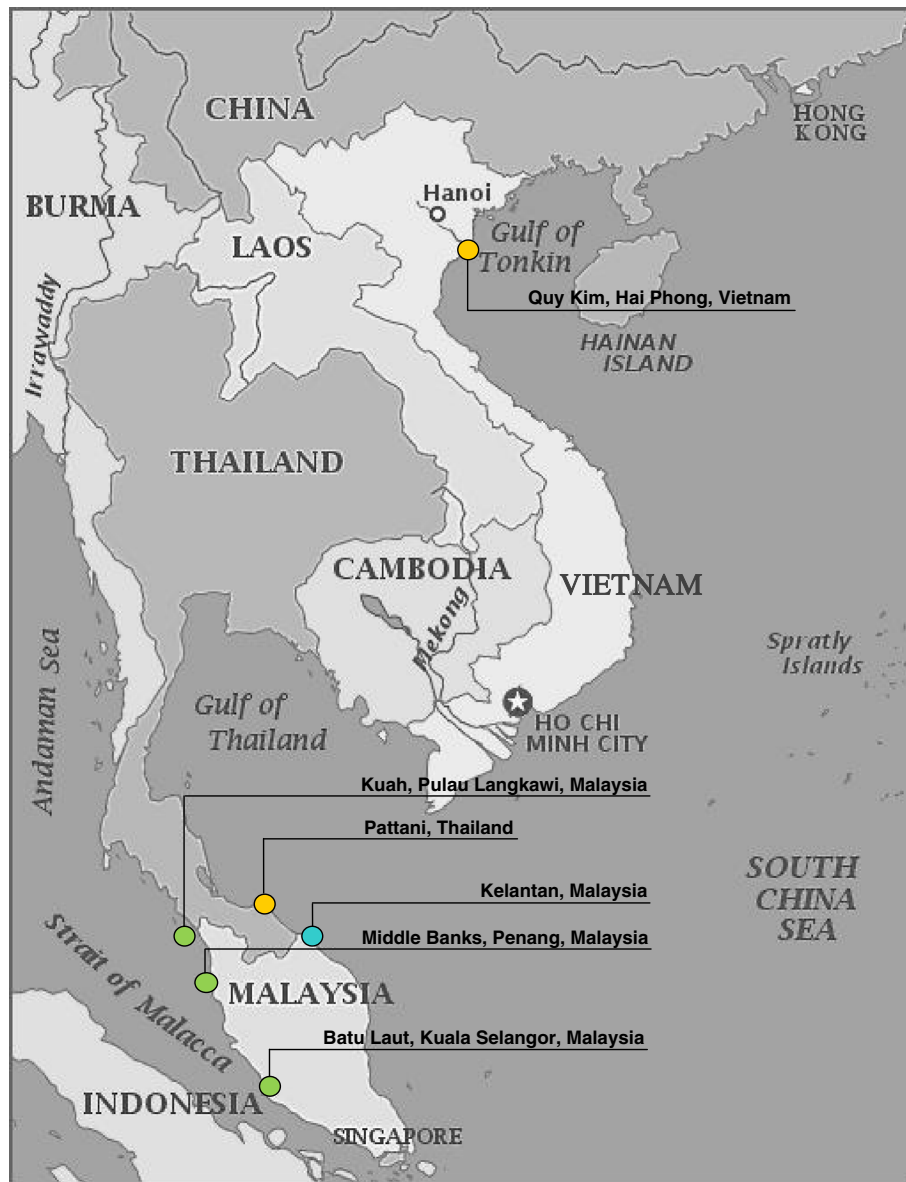 CHINA
HONG
KONG
BURMA
Hanoi
LAOS
Gulf of
Tonkin
Quy Kim, Hai Phong, Vietnam
Irrawaddy
HAINAN
ISLAND
THAILAND
CAMBODIA
VIETNAM
Mekong
Spratly
Islands
Andaman Sea
Gulf of
Thailand
HO CHI
MINH CITY
Kuah, Pulau Langkawi, Malaysia
Pattani, Thailand
SOUTH
CHINA
SEA
Kelantan, Malaysia
Strait of Malacca
Middle Banks, Penang, Malaysia
MALAYSIA
Batu Laut, Kuala Selangor, Malaysia
INDONESIA
SINGAPORE